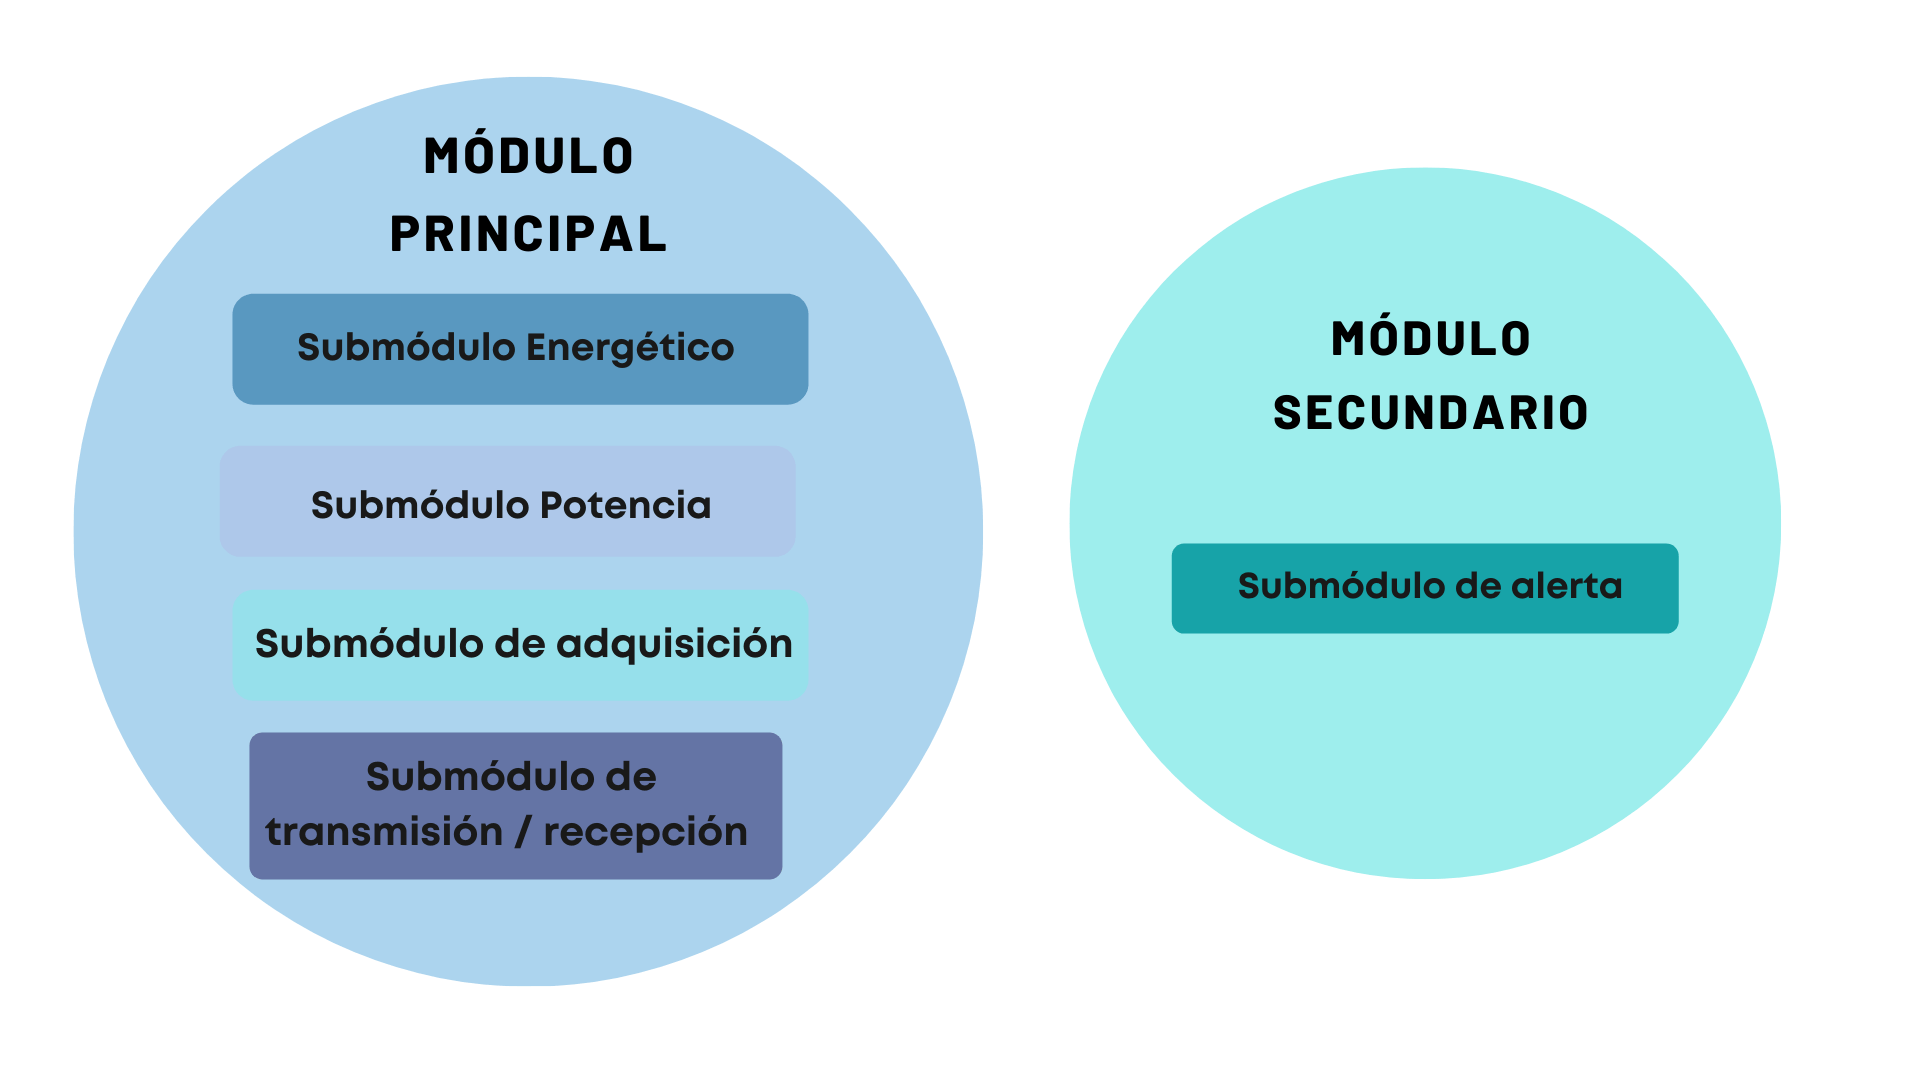 MÓDULO
PRINCIPAL
Submódulo Energético
Submódulo Potencia
Submódulo de adquisición
Submódulo de
transmisión / recepción
MÓDULO
SECUNDARIO
Submódulo de alerta